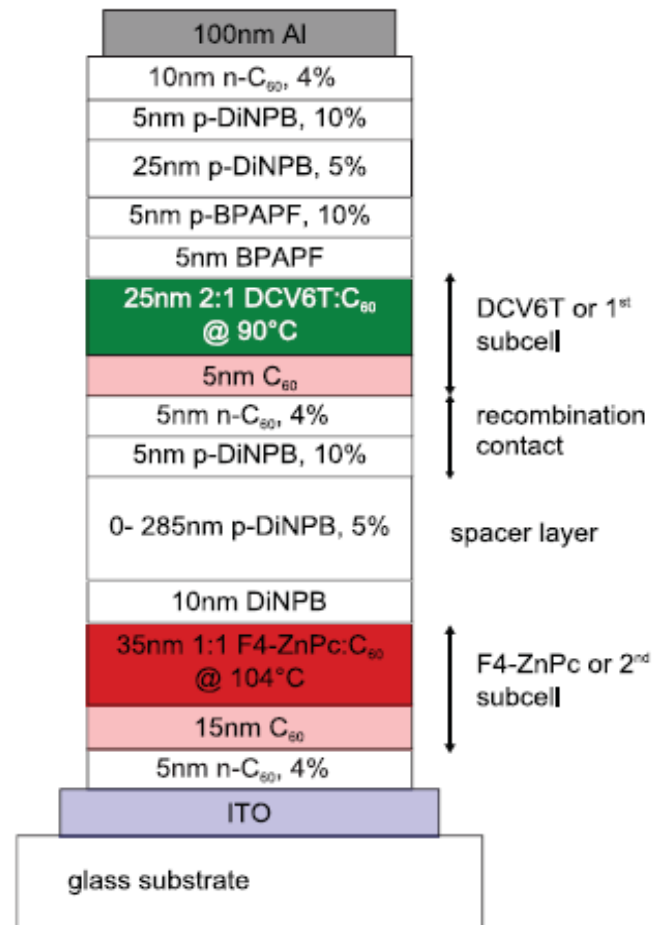 100nm Al
10nm n-C₆₀, 4%
5nm p-DiNPB, 10%
25nm p-DiNPB, 5%
5nm p-BPAPF, 10%
5nm BPAPF
25nm 2:1 DCV6T:C₆₀
@ 90°C
DCV6T or 1ˢᵗ
subcell
5nm C₆₀
5nm n-C₆₀, 4%
5nm p-DiNPB, 10%
recombination
contact
0- 285nm p-DiNPB, 5%
spacer layer
10nm DiNPB
35nm 1:1 F4-ZnPc:C₆₀
@ 104°C
F4-ZnPc or 2ⁿᵈ
subcell
15nm C₆₀
5nm n-C₆₀, 4%
ITO
glass substrate